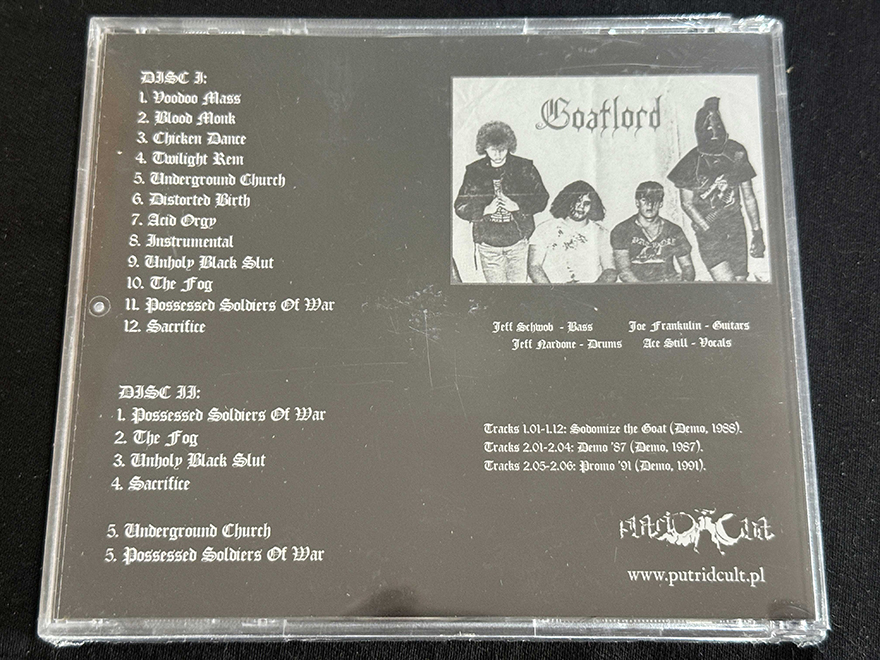 DISC I:
1. Voodoo Mass
2. Blood Monk
3. Chicken Dance
4. Twilight Rem
5. Underground Church
6. Distorted Birth
7. Acid Orgy
8. Instrumental
9. Unholy Black Slut
10. The Fog
11. Possessed Soldiers Of War
12. Sacrifice
DISC II:
1. Possessed Soldiers Of War
2. The Fog
3. Unholy Black Slut
4. Sacrifice
5. Underground Church
5. Possessed Soldiers Of War
Goatlord
Jeff Schwob - Bass Joe Frankulin - Guitars
Jeff Nardone - Drums Ace Still - Vocals
Tracks 1.01-1.12: Sodomize the Goat (Demo, 1988).
Tracks 2.01-2.04: Demo '87 (Demo, 1987).
Tracks 2.05-2.06: Promo '91 (Demo, 1991).
Putrid Cult
www.putridcult.pl